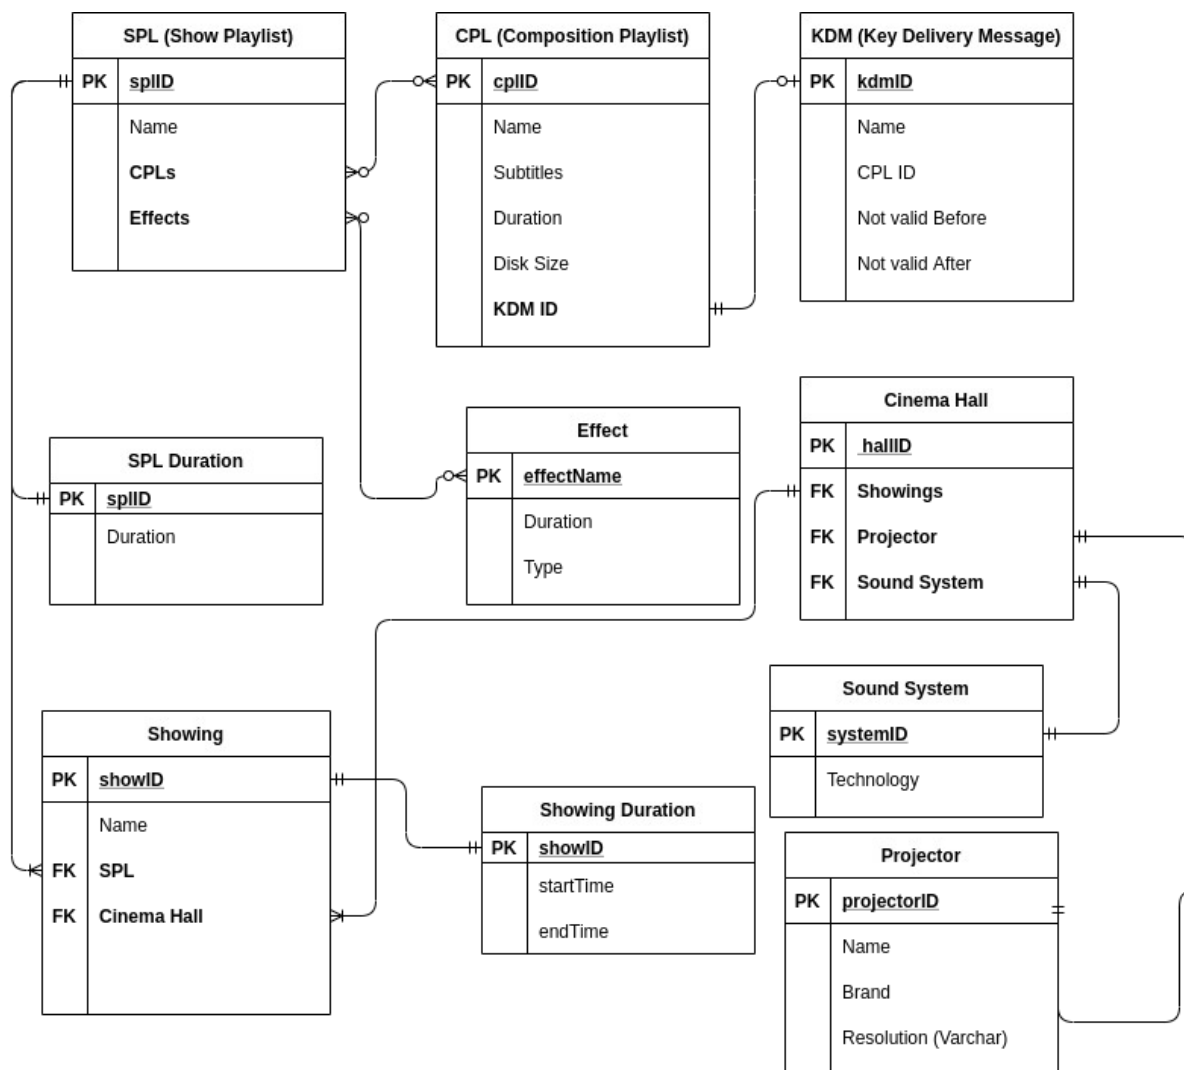 SPL (Show Playlist)
PK splID
Name
CPLs
Effects
CPL (Composition Playlist)
PK cplID
Name
Subtitles
Duration
Disk Size
KDM ID
KDM (Key Delivery Message)
PK kdmID
Name
CPL ID
Not valid Before
Not valid After
SPL Duration
PK splID
Duration
Effect
PK effectName
Duration
Type
Cinema Hall
PK hallID
FK Showings
FK Projector
FK Sound System
Sound System
PK systemID
Technology
Showing
PK showID
Name
FK SPL
FK Cinema Hall
Showing Duration
PK showID
startTime
endTime
Projector
PK projectorID
Name
Brand
Resolution (Varchar)